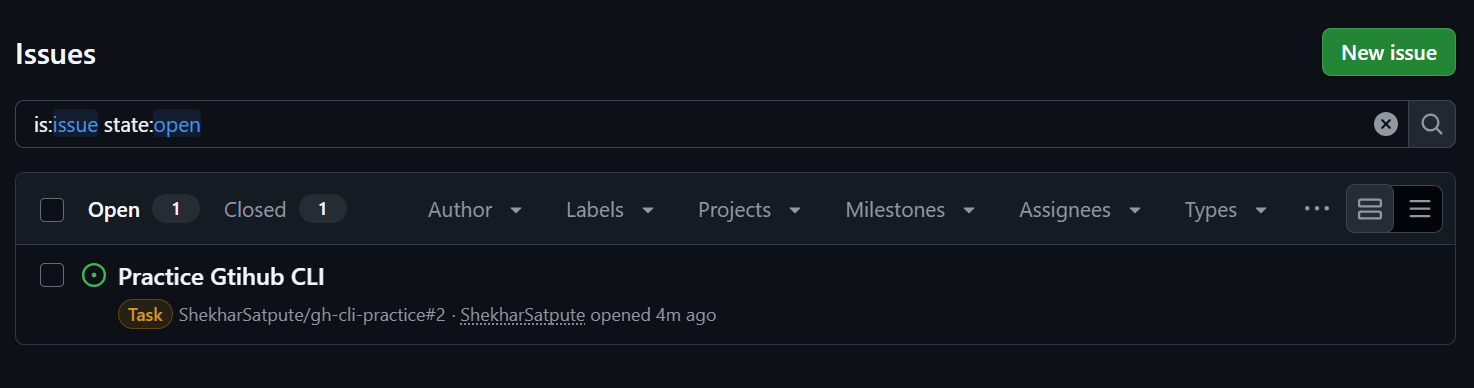 Issues
New issue
is:issue state:open
Open 1 Closed 1 Author Labels Projects Milestones Assignees Types
Practice Gtihub CLI
Task ShekharSatpute/gh-cli-practice#2 · ShekharSatpute opened 4m ago